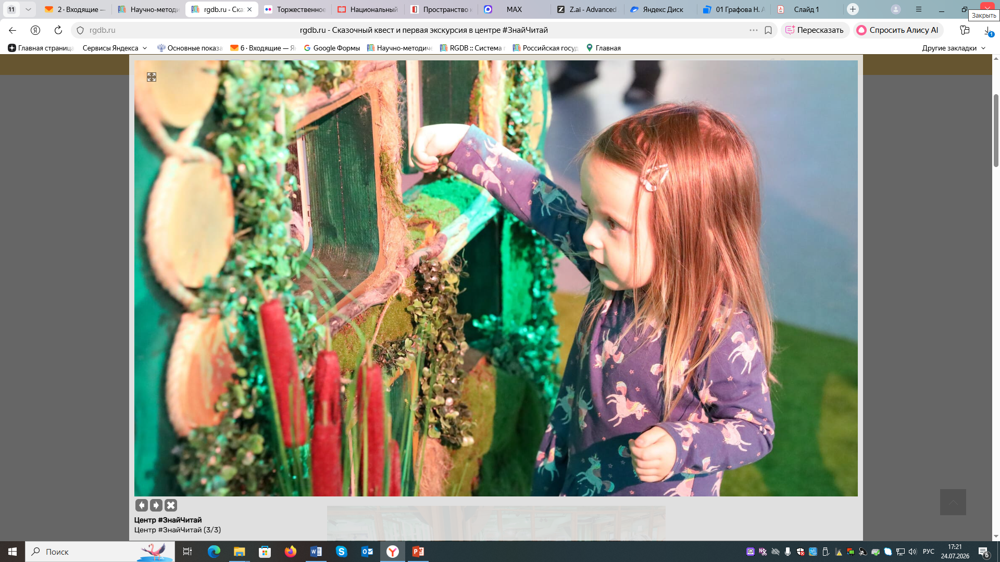 11
2 · Входящие —
Научно-методи
rgdb.ru - Ска
Торжественное
Национальный
Пространство
MAX
Z.ai - Advanced
Яндекс Диск
01 Графова Н. А
Слайд 1
Закрыть
rgdb.ru
rgdb.ru - Сказочный квест и первая экскурсия в центре #ЗнайЧитай
Пересказать
Спросить Алису AI
1
Главная страница
Сервисы Яндекса
Основные показа
6 · Входящие — Я
Google Формы
Научно-методиче
RGDB :: Система
Российская госуд
Главная
Другие закладки
Центр #ЗнайЧитай
Центр #ЗнайЧитай (3/3)
Поиск
РУС
17:21
24.07.2026
6